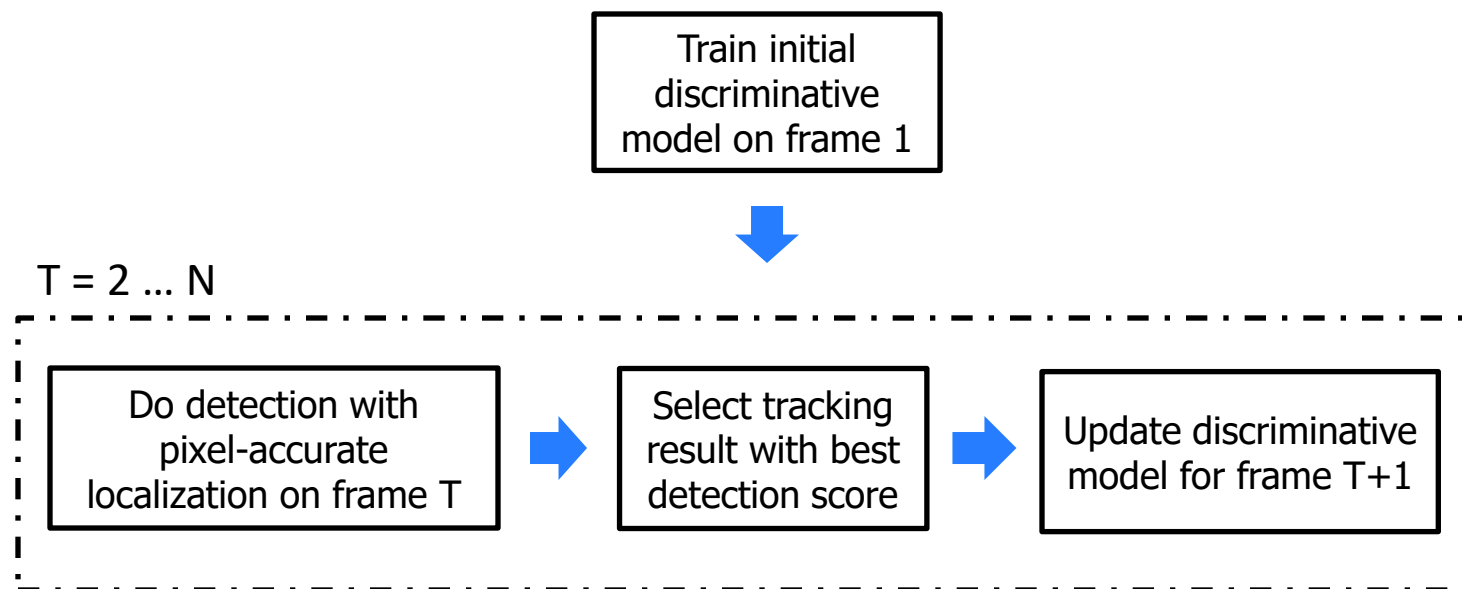 Train initial
discriminative
model on frame 1
T = 2 ... N
Do detection with
pixel-accurate
localization on frame T
Select tracking
result with best
detection score
Update discriminative
model for frame T+1